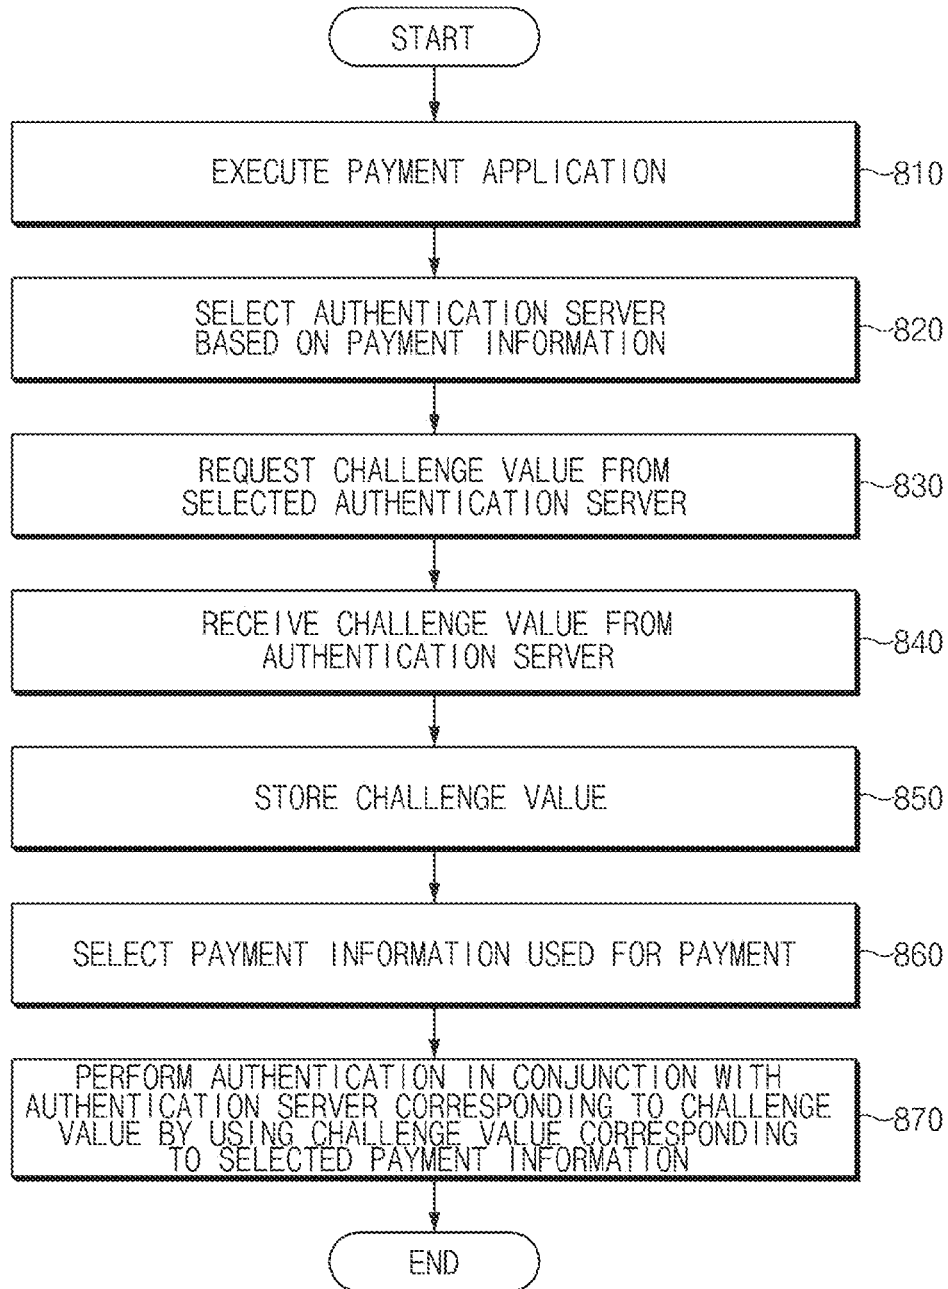 START
EXECUTE PAYMENT APPLICATION
810
SELECT AUTHENTICATION SERVER
BASED ON PAYMENT INFORMATION
820
REQUEST CHALLENGE VALUE FROM
SELECTED AUTHENTICATION SERVER
830
RECEIVE CHALLENGE VALUE FROM
AUTHENTICATION SERVER
840
STORE CHALLENGE VALUE
850
SELECT PAYMENT INFORMATION USED FOR PAYMENT
860
PERFORM AUTHENTICATION IN CONJUNCTION WITH
AUTHENTICATION SERVER CORRESPONDING TO CHALLENGE
VALUE BY USING CHALLENGE VALUE CORRESPONDING
TO SELECTED PAYMENT INFORMATION
870
END